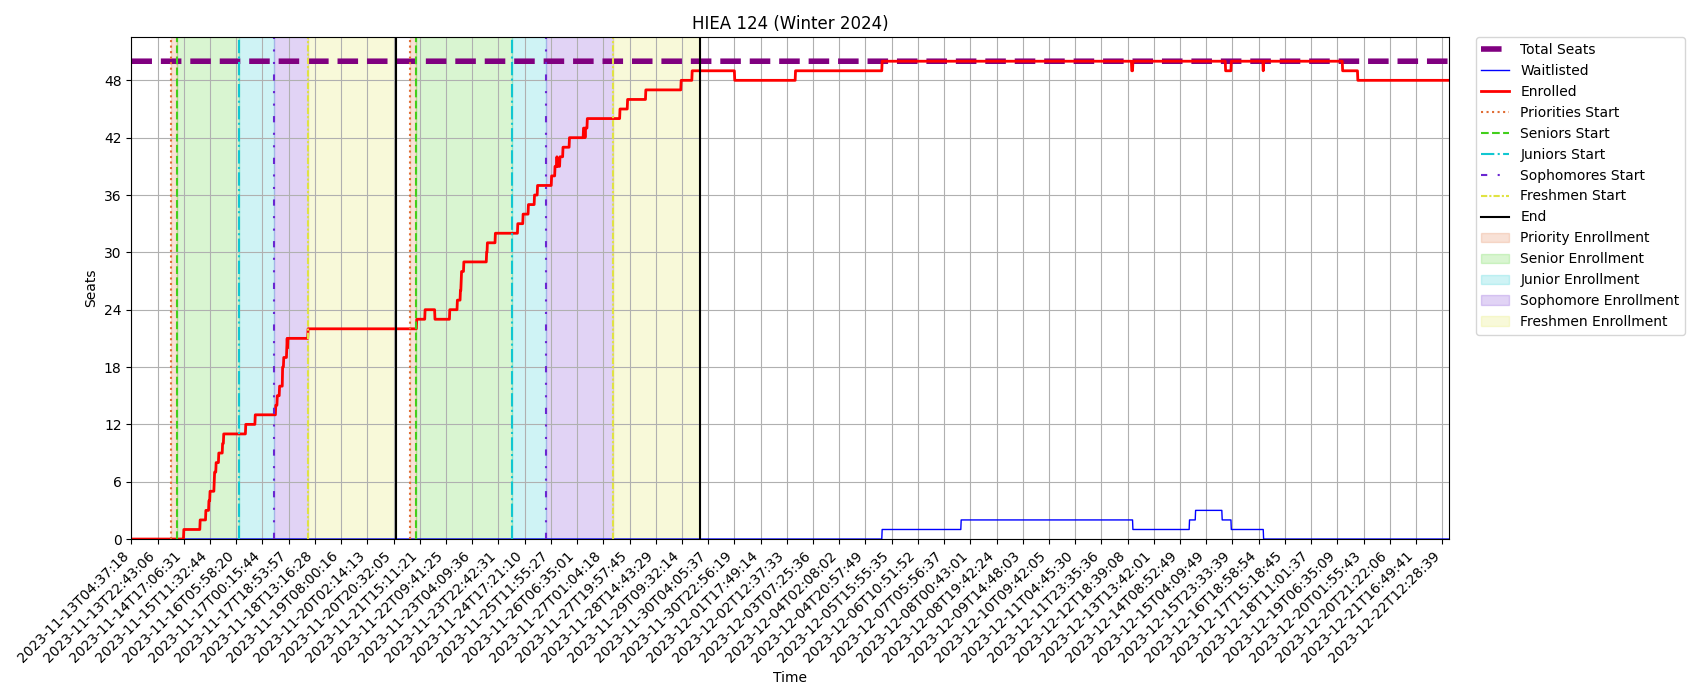 HIEA 124 (Winter 2024)
Total Seats
Waitlisted
Enrolled
Priorities Start
Seniors Start
Juniors Start
Sophomores Start
Freshmen Start
End
Priority Enrollment
Senior Enrollment
Junior Enrollment
Sophomore Enrollment
Freshmen Enrollment
Seats
48
42
36
30
24
18
12
6
0
2023-11-13T04:37:18
2023-11-13T22:43:06
2023-11-14T17:06:31
2023-11-15T11:32:44
2023-11-16T05:58:20
2023-11-17T00:15:44
2023-11-17T18:53:57
2023-11-18T13:16:28
2023-11-19T08:00:16
2023-11-20T02:14:13
2023-11-20T20:32:05
2023-11-21T15:11:21
2023-11-22T09:41:25
2023-11-23T04:09:36
2023-11-23T22:42:31
2023-11-24T17:21:10
2023-11-25T11:55:27
2023-11-26T06:35:01
2023-11-27T01:04:18
2023-11-27T19:57:45
2023-11-28T14:43:29
2023-11-29T09:32:14
2023-11-30T04:05:37
2023-11-30T22:56:19
2023-12-01T17:49:14
2023-12-02T12:37:33
2023-12-03T07:25:36
2023-12-04T02:08:02
2023-12-04T20:57:49
2023-12-05T15:55:35
2023-12-06T10:51:52
2023-12-07T05:56:37
2023-12-08T00:43:01
2023-12-08T19:42:24
2023-12-09T14:48:03
2023-12-10T09:42:05
2023-12-11T04:45:30
2023-12-11T23:35:36
2023-12-12T18:39:08
2023-12-13T13:42:01
2023-12-14T08:52:49
2023-12-15T04:09:49
2023-12-15T23:33:39
2023-12-16T18:58:54
2023-12-17T15:18:45
2023-12-18T11:01:37
2023-12-19T06:35:09
2023-12-20T01:55:43
2023-12-20T21:22:06
2023-12-21T16:49:41
2023-12-22T12:28:39
Time